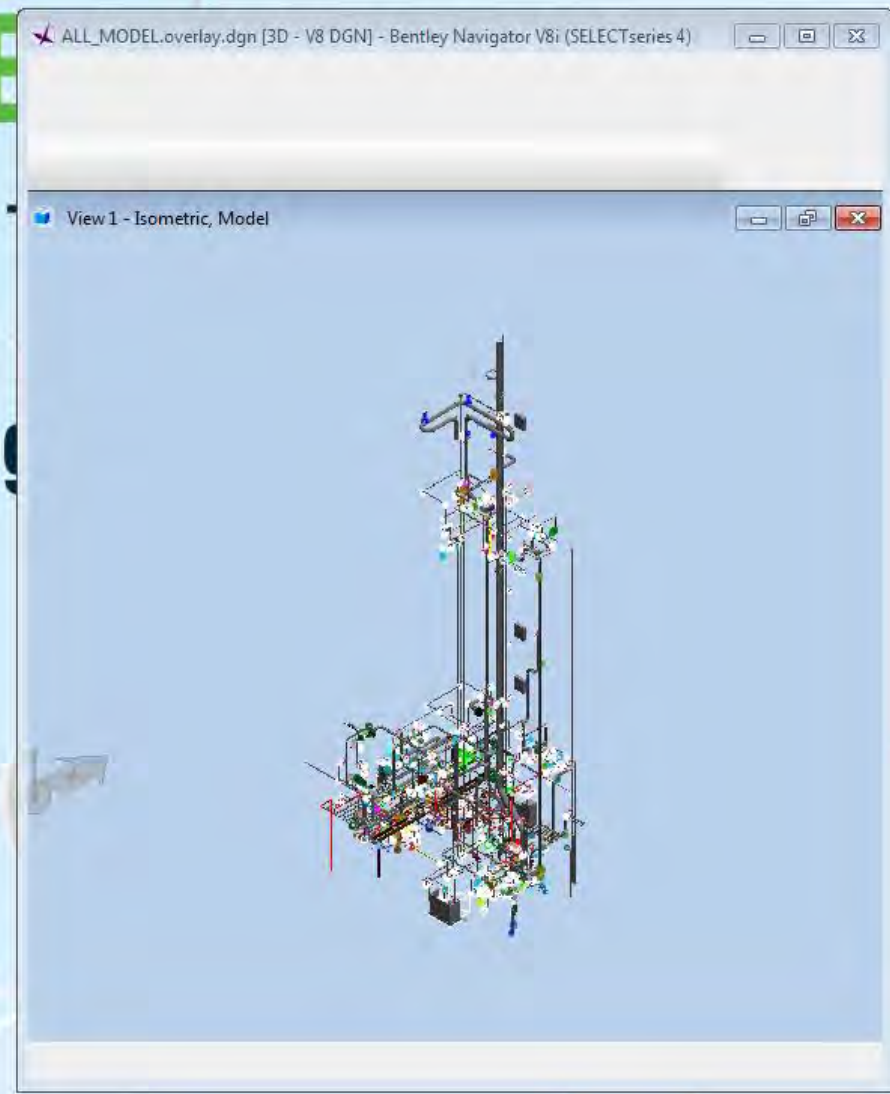 ALL_MODEL.overlay.dgn [3D - V8 DGN] - Bentley Navigator V8i (SELECTseries 4)
View 1 - Isometric, Model